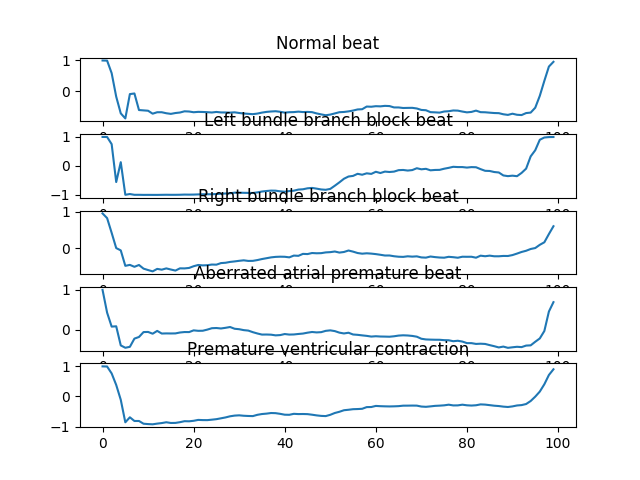 Normal beat
1
0
Left bundle branch block beat
1
0
−1
Right bundle branch block beat
1
0
Aberrated atrial premature beat
1
0
Premature ventricular contraction
1
0
−1
0 20 40 60 80 100